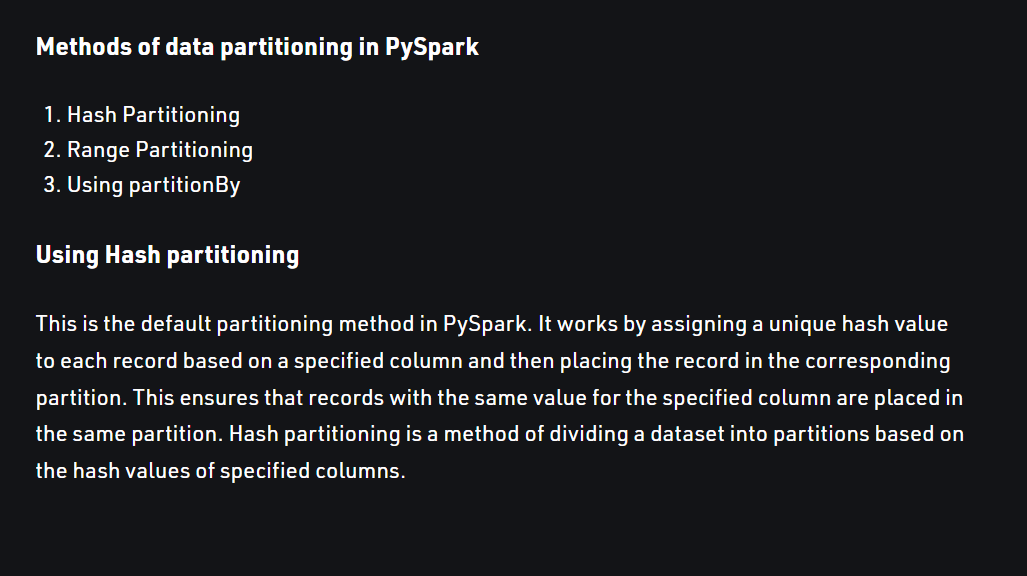 Methods of data partitioning in PySpark
1. Hash Partitioning
2. Range Partitioning
3. Using partitionBy
Using Hash partitioning
This is the default partitioning method in PySpark. It works by assigning a unique hash value
to each record based on a specified column and then placing the record in the corresponding
partition. This ensures that records with the same value for the specified column are placed in
the same partition. Hash partitioning is a method of dividing a dataset into partitions based on
the hash values of specified columns.